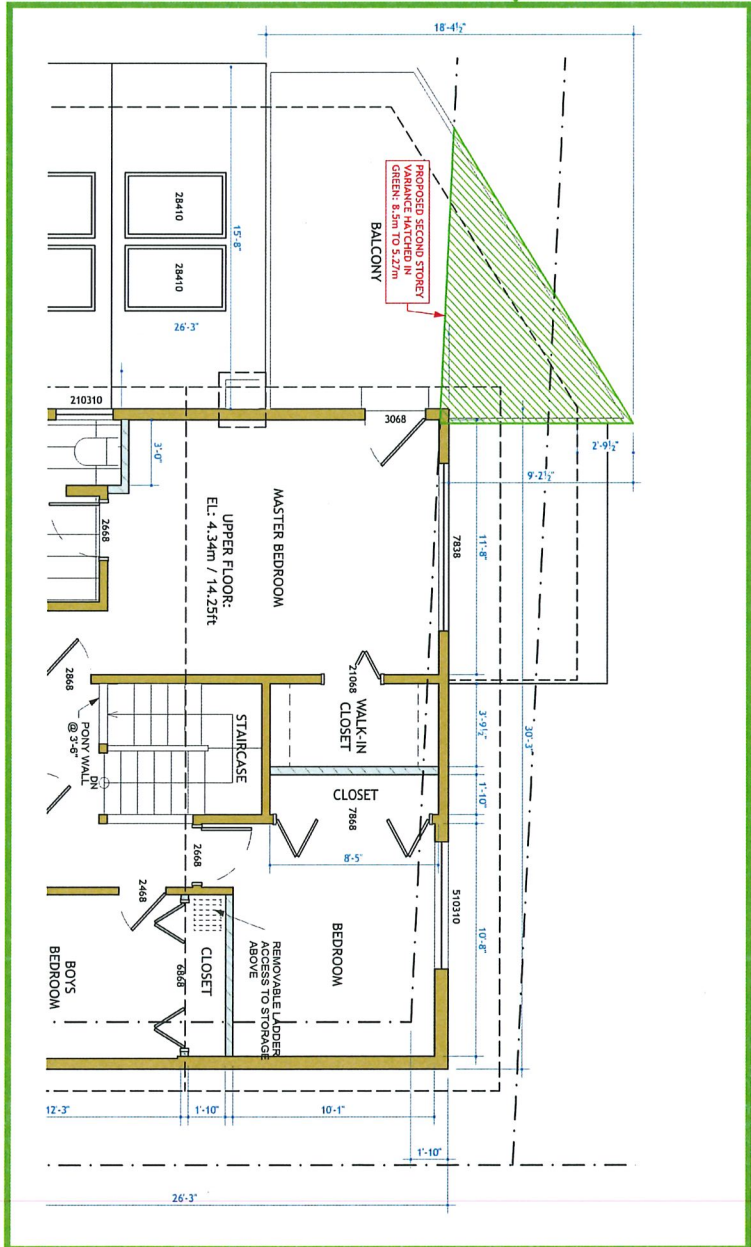 18'-4½"
PROPOSED SECOND STOREY
VARIANCE HATCHED IN
GREEN: 8.5m TO 5.27m
BALCONY
28410
28410
28410
15'-8"
26'-3"
210310
3'-0"
2668
3068
2'-9½"
9'-2½"
MASTER BEDROOM
UPPER FLOOR:
EL: 4.34m / 14.25ft
7838
11'-8"
2868
PONY WALL
@ 3'-6"
DN
STAIRCASE
21068
WALK-IN
CLOSET
3'-9½"
30'-3"
CLOSET
7868
1'-10"
8'-5"
2668
2468
510310
10'-8"
BEDROOM
REMOVABLE LADDER
ACCESS TO STORAGE
ABOVE
CLOSET
6868
BOYS
BEDROOM
12'-3"
1'-10"
10'-1"
1'-10"
26'-3"